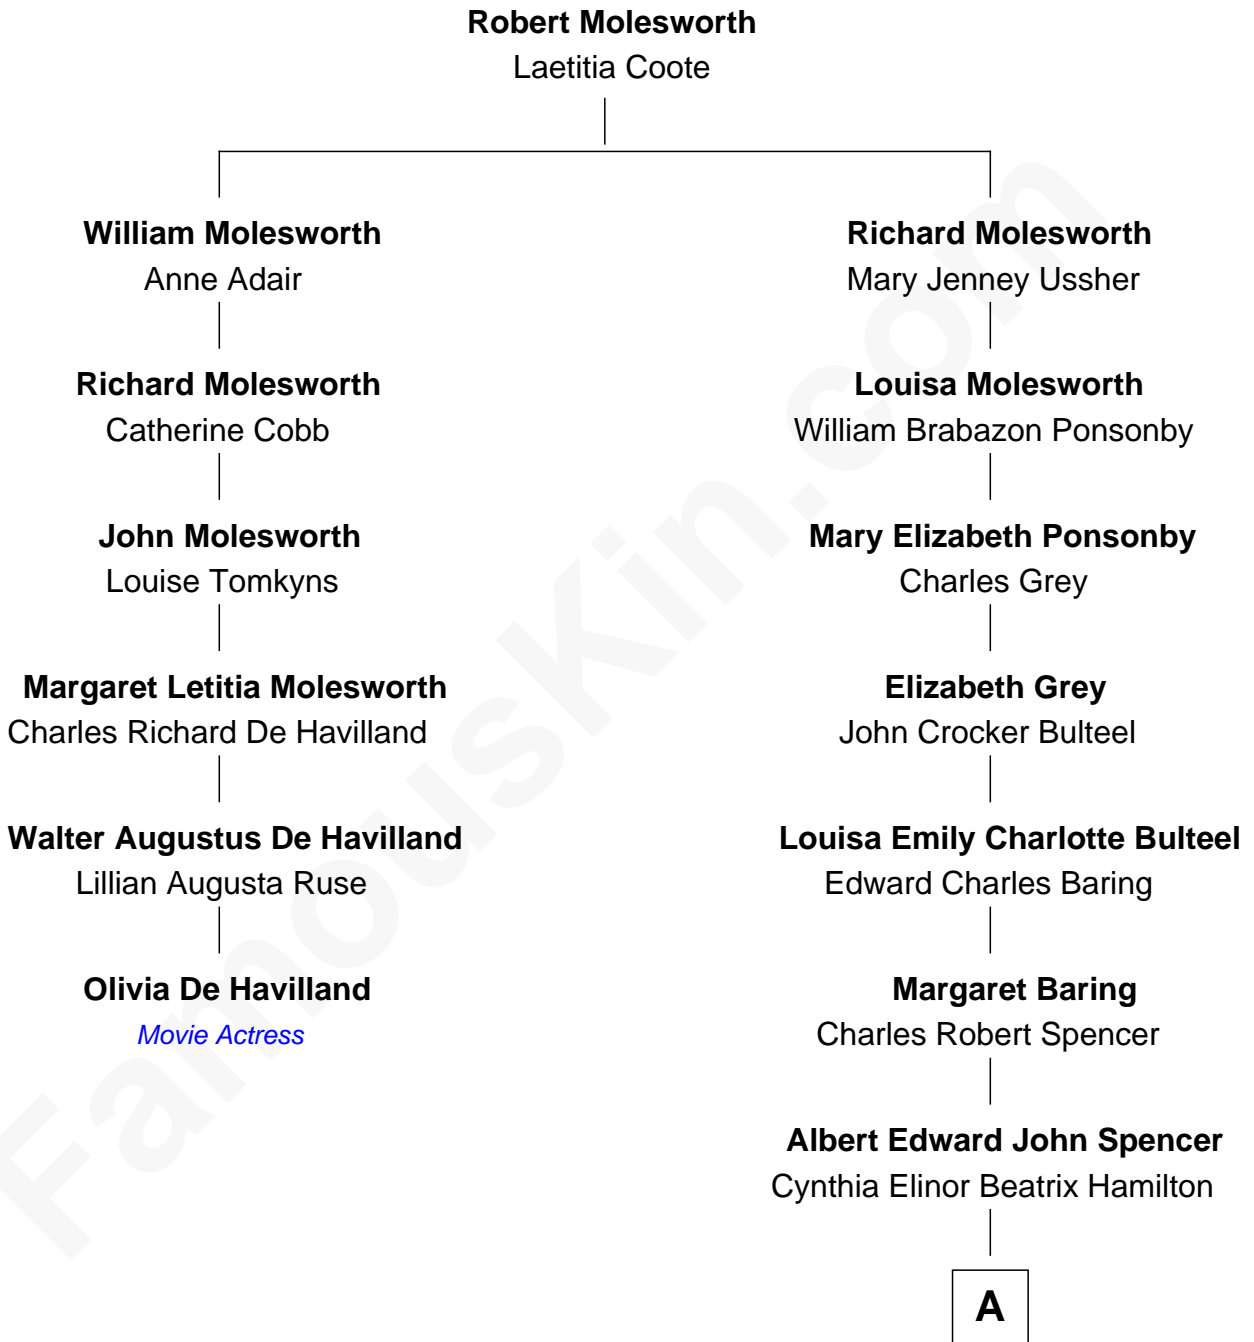 Robert Molesworth
Laetitia Coote
William Molesworth
Anne Adair
Richard Molesworth
Catherine Cobb
John Molesworth
Louise Tomkyns
Margaret Letitia Molesworth
Charles Richard De Havilland
Walter Augustus De Havilland
Lillian Augusta Ruse
Olivia De Havilland
Movie Actress
Richard Molesworth
Mary Jenney Ussher
Louisa Molesworth
William Brabazon Ponsonby
Mary Elizabeth Ponsonby
Charles Grey
Elizabeth Grey
John Crocker Bulteel
Louisa Emily Charlotte Bulteel
Edward Charles Baring
Margaret Baring
Charles Robert Spencer
Albert Edward John Spencer
Cynthia Elinor Beatrix Hamilton
A
FamousKin.com